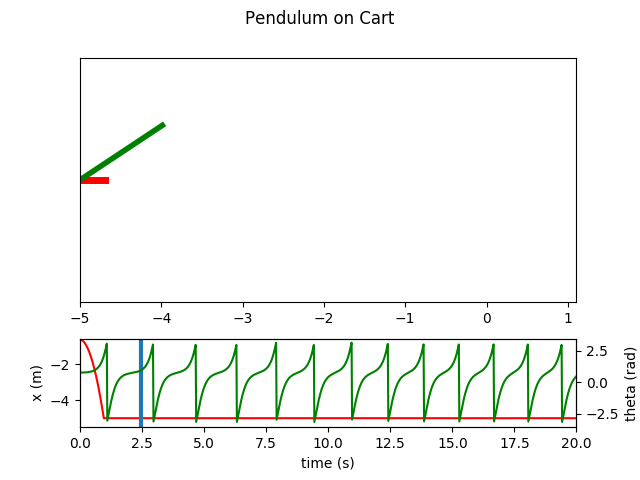 Pendulum on Cart
−5 −4 −3 −2 −1 0 1
x (m)
−2
−4
2.5
0.0
−2.5
theta (rad)
0.0 2.5 5.0 7.5 10.0 12.5 15.0 17.5 20.0
time (s)